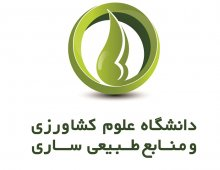 دانشگاه علوم کشاورزی
و منابع طبیعی ساری